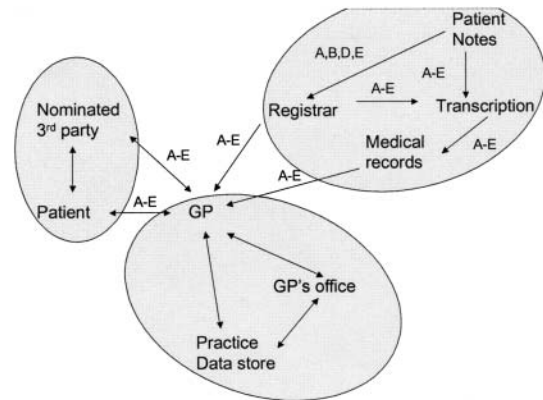 Patient
Notes
A,B,D,E
A-E
A-E
Registrar
Transcription
A-E
Medical
records
A-E
A-E
Nominated
3rd party
A-E
Patient
A-E
GP
GP's office
Practice
Data store